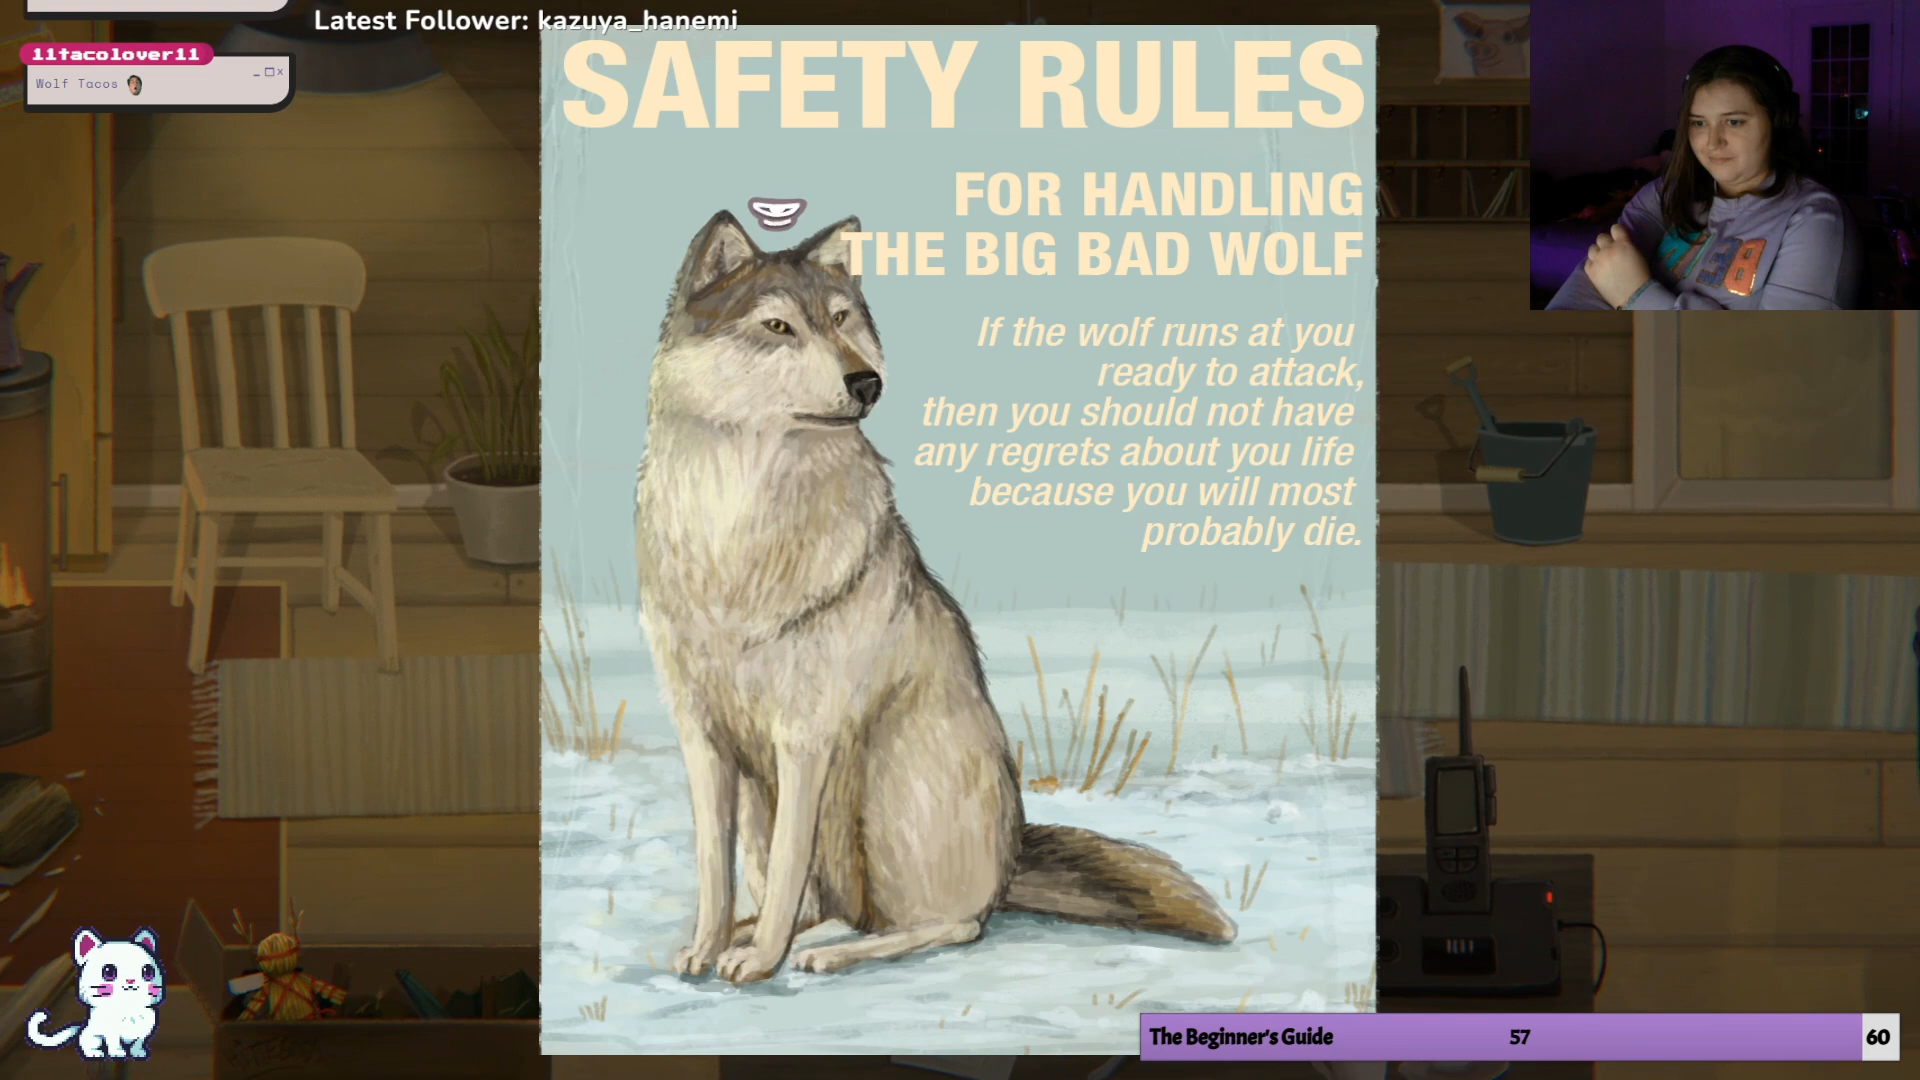 Latest Follower: kazuya_hanemi
11tacolover11
Wolf Tacos
SAFETY RULES
FOR HANDLING
THE BIG BAD WOLF
If the wolf runs at you
ready to attack,
then you should not have
any regrets about you life
because you will most
probably die.
The Beginner's Guide 57 60